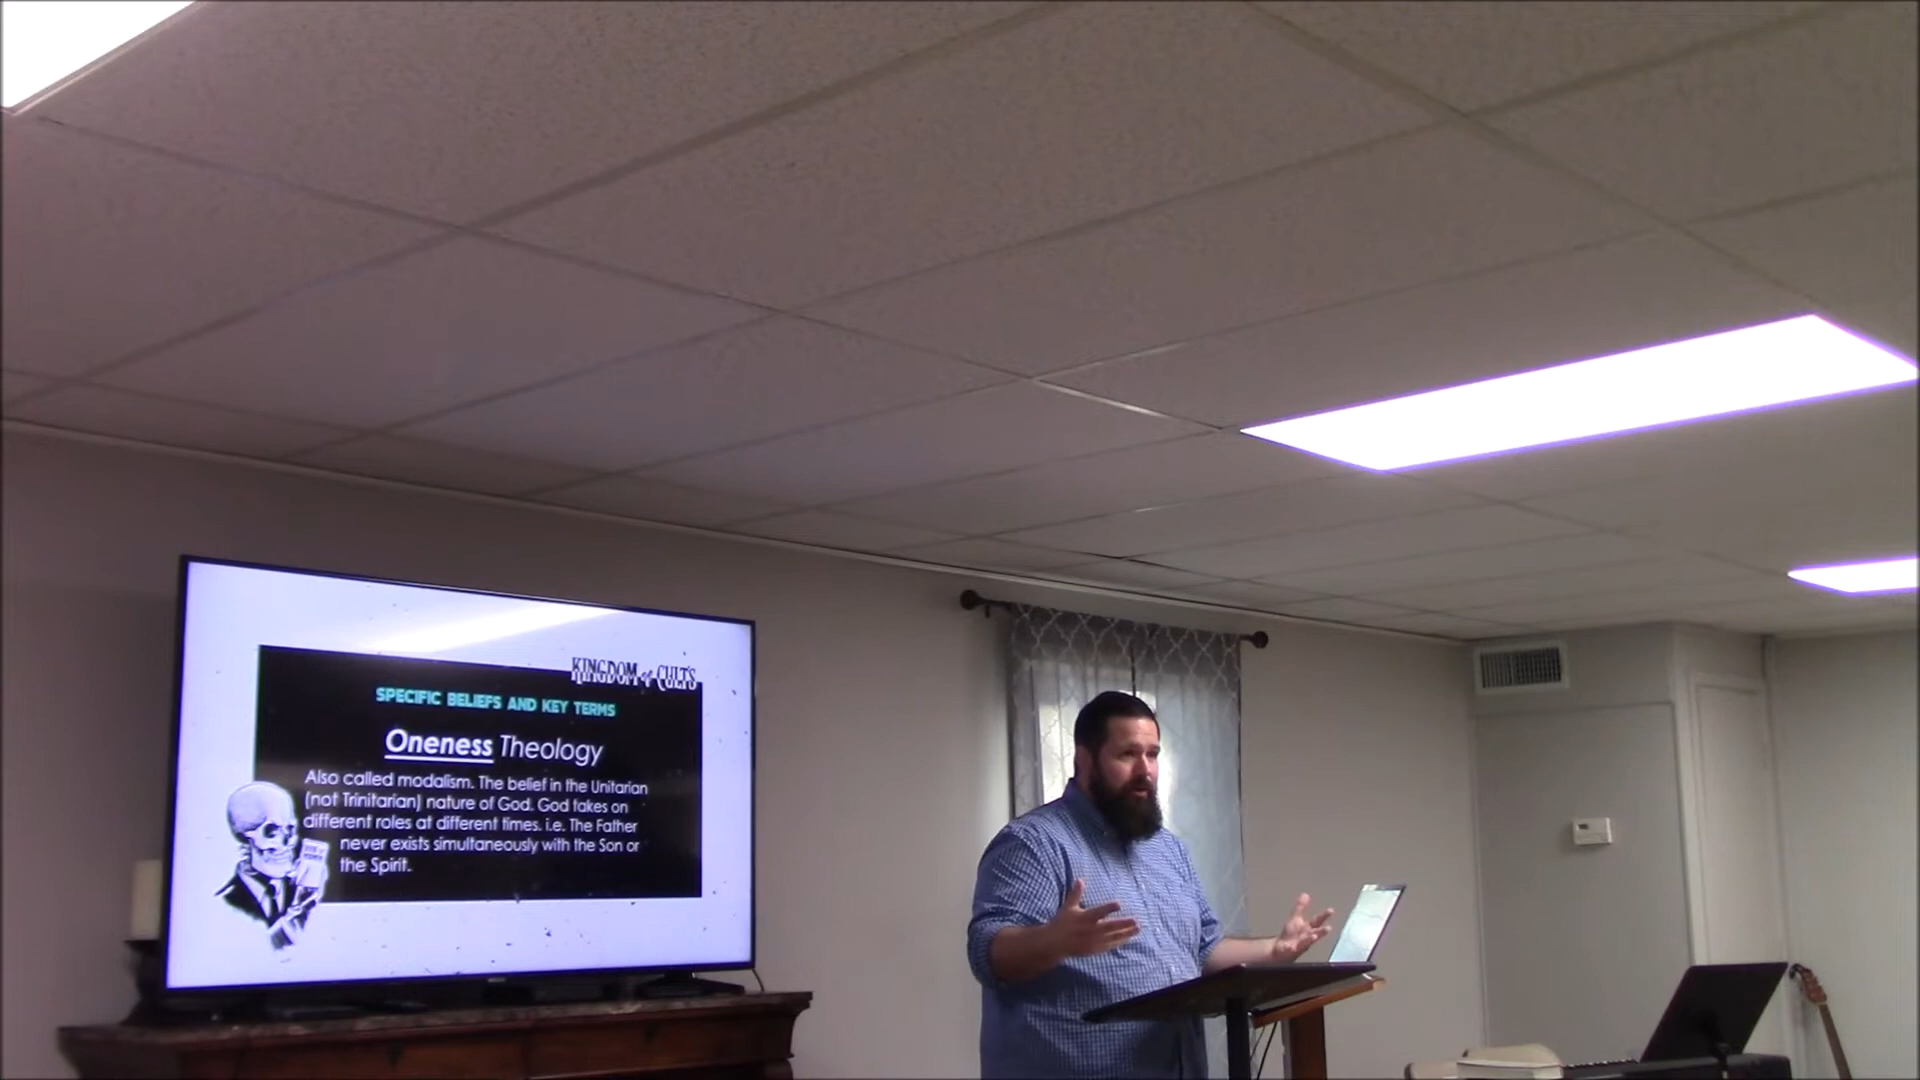 KINGDOM of CULTS
SPECIFIC BELIEFS AND KEY TERMS
Oneness Theology
Also called modalism. The belief in the Unitarian
(not Trinitarian) nature of God. God takes on
different roles at different times. i.e. The Father
never exists simultaneously with the Son or
the Spirit.